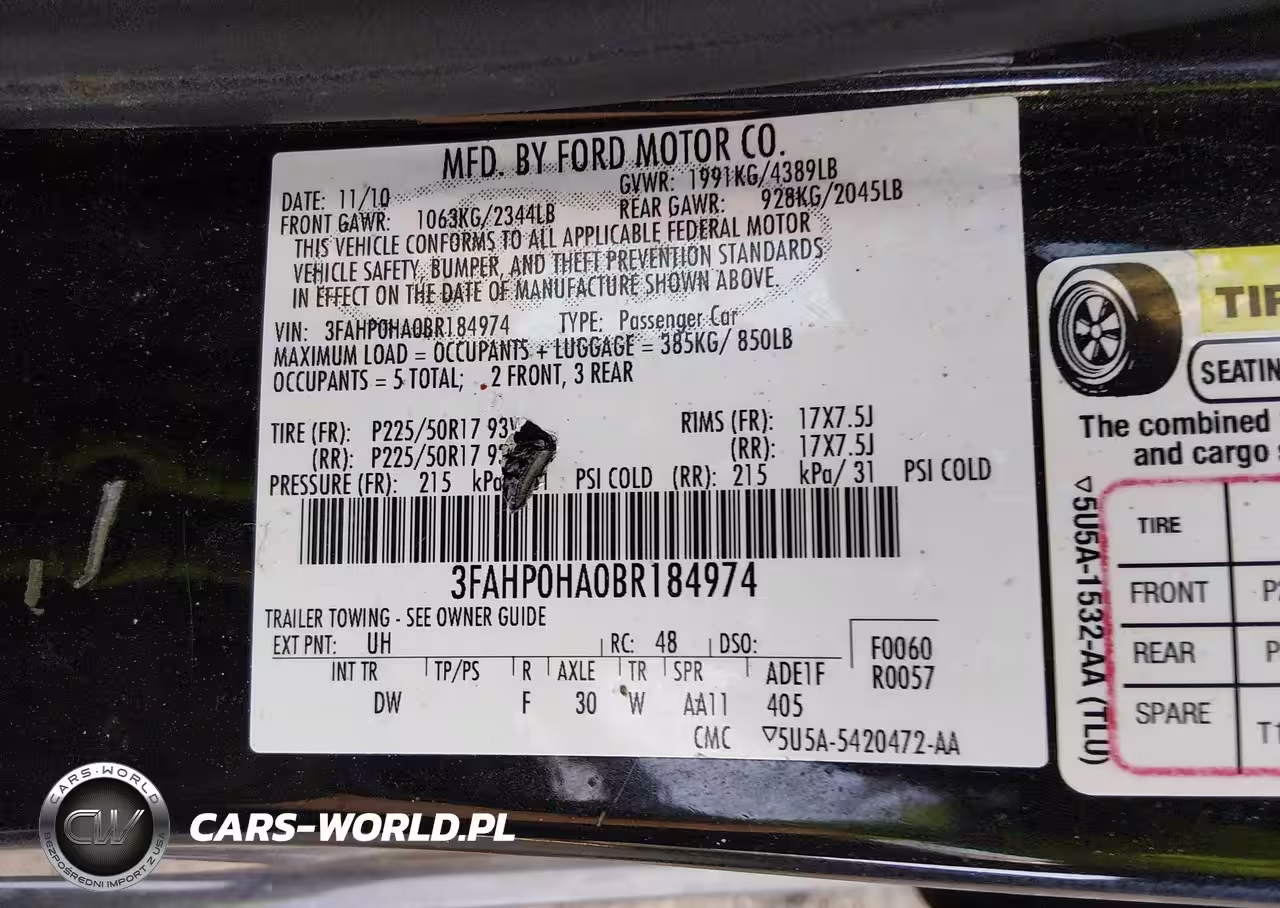 MFD. BY FORD MOTOR CO.
DATE: 11/10 GVWR: 1991KG/4389LB
FRONT GAWR: 1063KG/2344LB REAR GAWR: 928KG/2045LB
THIS VEHICLE CONFORMS TO ALL APPLICABLE FEDERAL MOTOR
VEHICLE SAFETY, BUMPER, AND THEFT PREVENTION STANDARDS
IN EFFECT ON THE DATE OF MANUFACTURE SHOWN ABOVE.
VIN: 3FAHP0HA0BR184974 TYPE: Passenger Car
MAXIMUM LOAD = OCCUPANTS + LUGGAGE = 385KG/ 850LB
OCCUPANTS = 5 TOTAL; 2 FRONT, 3 REAR
TIRE (FR): P225/50R17 93 RIMS (FR): 17X7.5J
(RR): P225/50R17 (RR): 17X7.5J
PRESSURE (FR): 215 kPa PSI COLD (RR): 215 kPa/ 31 PSI COLD
3FAHP0HA0BR184974
TRAILER TOWING - SEE OWNER GUIDE
EXT PNT: UH RC: 48 DSO: F0060
R0057
INT TR TP/PS R AXLE TR SPR ADE1F
DW F 30 W AA11 405
CMC ▽5U5A-5420472-AA
SEATIN
The combined
and cargo
▽5U5A-1532-AA (TLU)
TIRE
FRONT
REAR
SPARE
CARS-WORLD
CW
BEZPOŚREDNI IMPORT Z USA
CARS-WORLD.PL